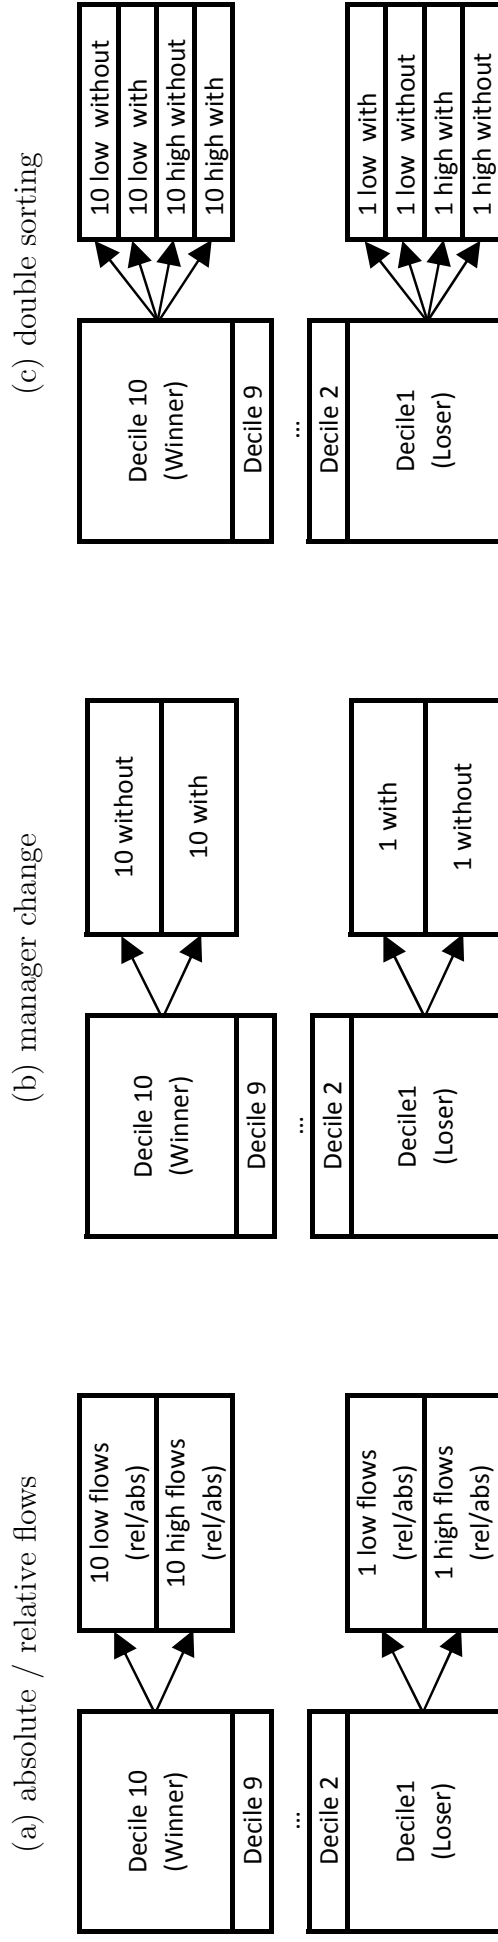 (a) absolute / relative flows
Decile 10
(Winner)
Decile 9
...
Decile 2
Decile1
(Loser)
10 low flows
(rel/abs)
10 high flows
(rel/abs)
1 low flows
(rel/abs)
1 high flows
(rel/abs)
(b) manager change
Decile 10
(Winner)
Decile 9
...
Decile 2
Decile1
(Loser)
10 without
10 with
1 with
1 without
(c) double sorting
Decile 10
(Winner)
Decile 9
...
Decile 2
Decile1
(Loser)
10 low without
10 low with
10 high without
10 high with
1 low with
1 low without
1 high with
1 high without